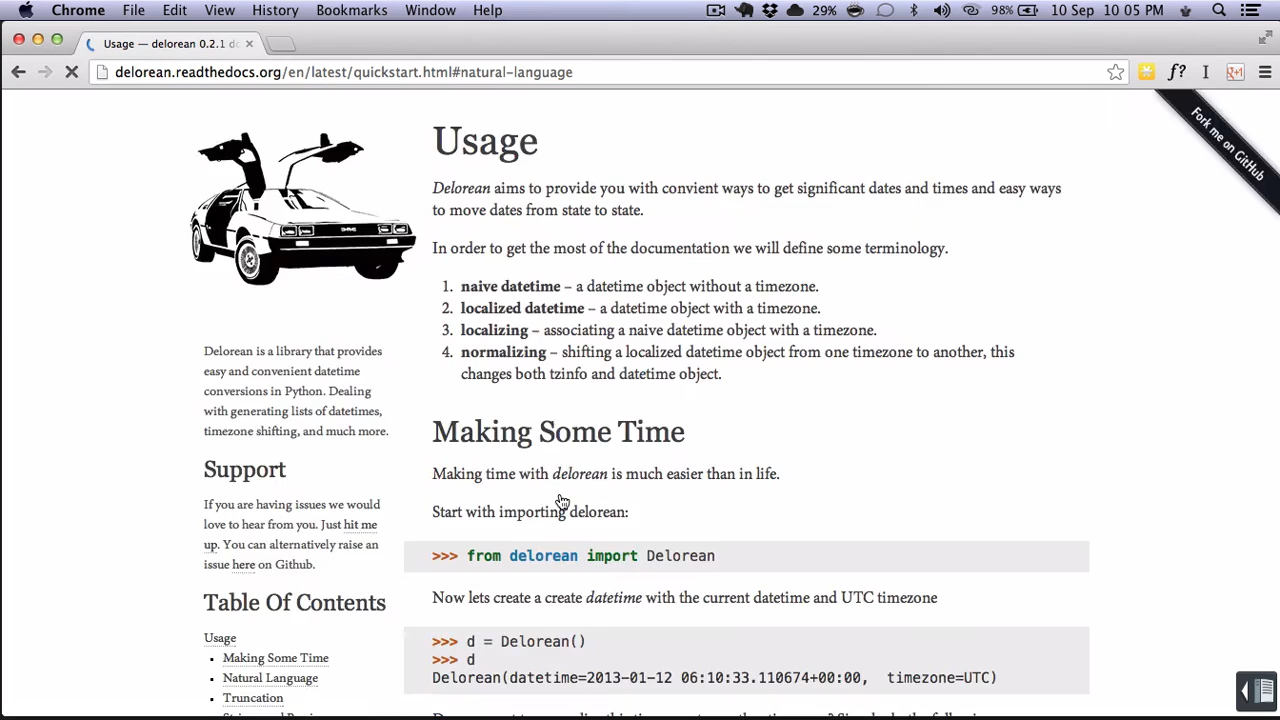 Chrome File Edit View History Bookmarks Window Help 29% 98% 10 Sep 10:05 PM
Usage — delorean 0.2.1 d
delorean.readthedocs.org/en/latest/quickstart.html#natural-language
Fork me on GitHub
Usage
Delorean aims to provide you with convient ways to get significant dates and times and easy ways
to move dates from state to state.
In order to get the most of the documentation we will define some terminology.
1. naive datetime – a datetime object without a timezone.
2. localized datetime – a datetime object with a timezone.
3. localizing – associating a naive datetime object with a timezone.
4. normalizing – shifting a localized datetime object from one timezone to another, this
changes both tzinfo and datetime object.
Delorean is a library that provides
easy and convenient datetime
conversions in Python. Dealing
with generating lists of datetimes,
timezone shifting, and much more.
Support
If you are having issues we would
love to hear from you. Just hit me
up. You can alternatively raise an
issue here on Github.
Table Of Contents
Usage
Making Some Time
Natural Language
Truncation
Making Some Time
Making time with delorean is much easier than in life.
Start with importing delorean:
>>> from delorean import Delorean
Now lets create a create datetime with the current datetime and UTC timezone
>>> d = Delorean()
>>> d
Delorean(datetime=2013-01-12 06:10:33.110674+00:00, timezone=UTC)